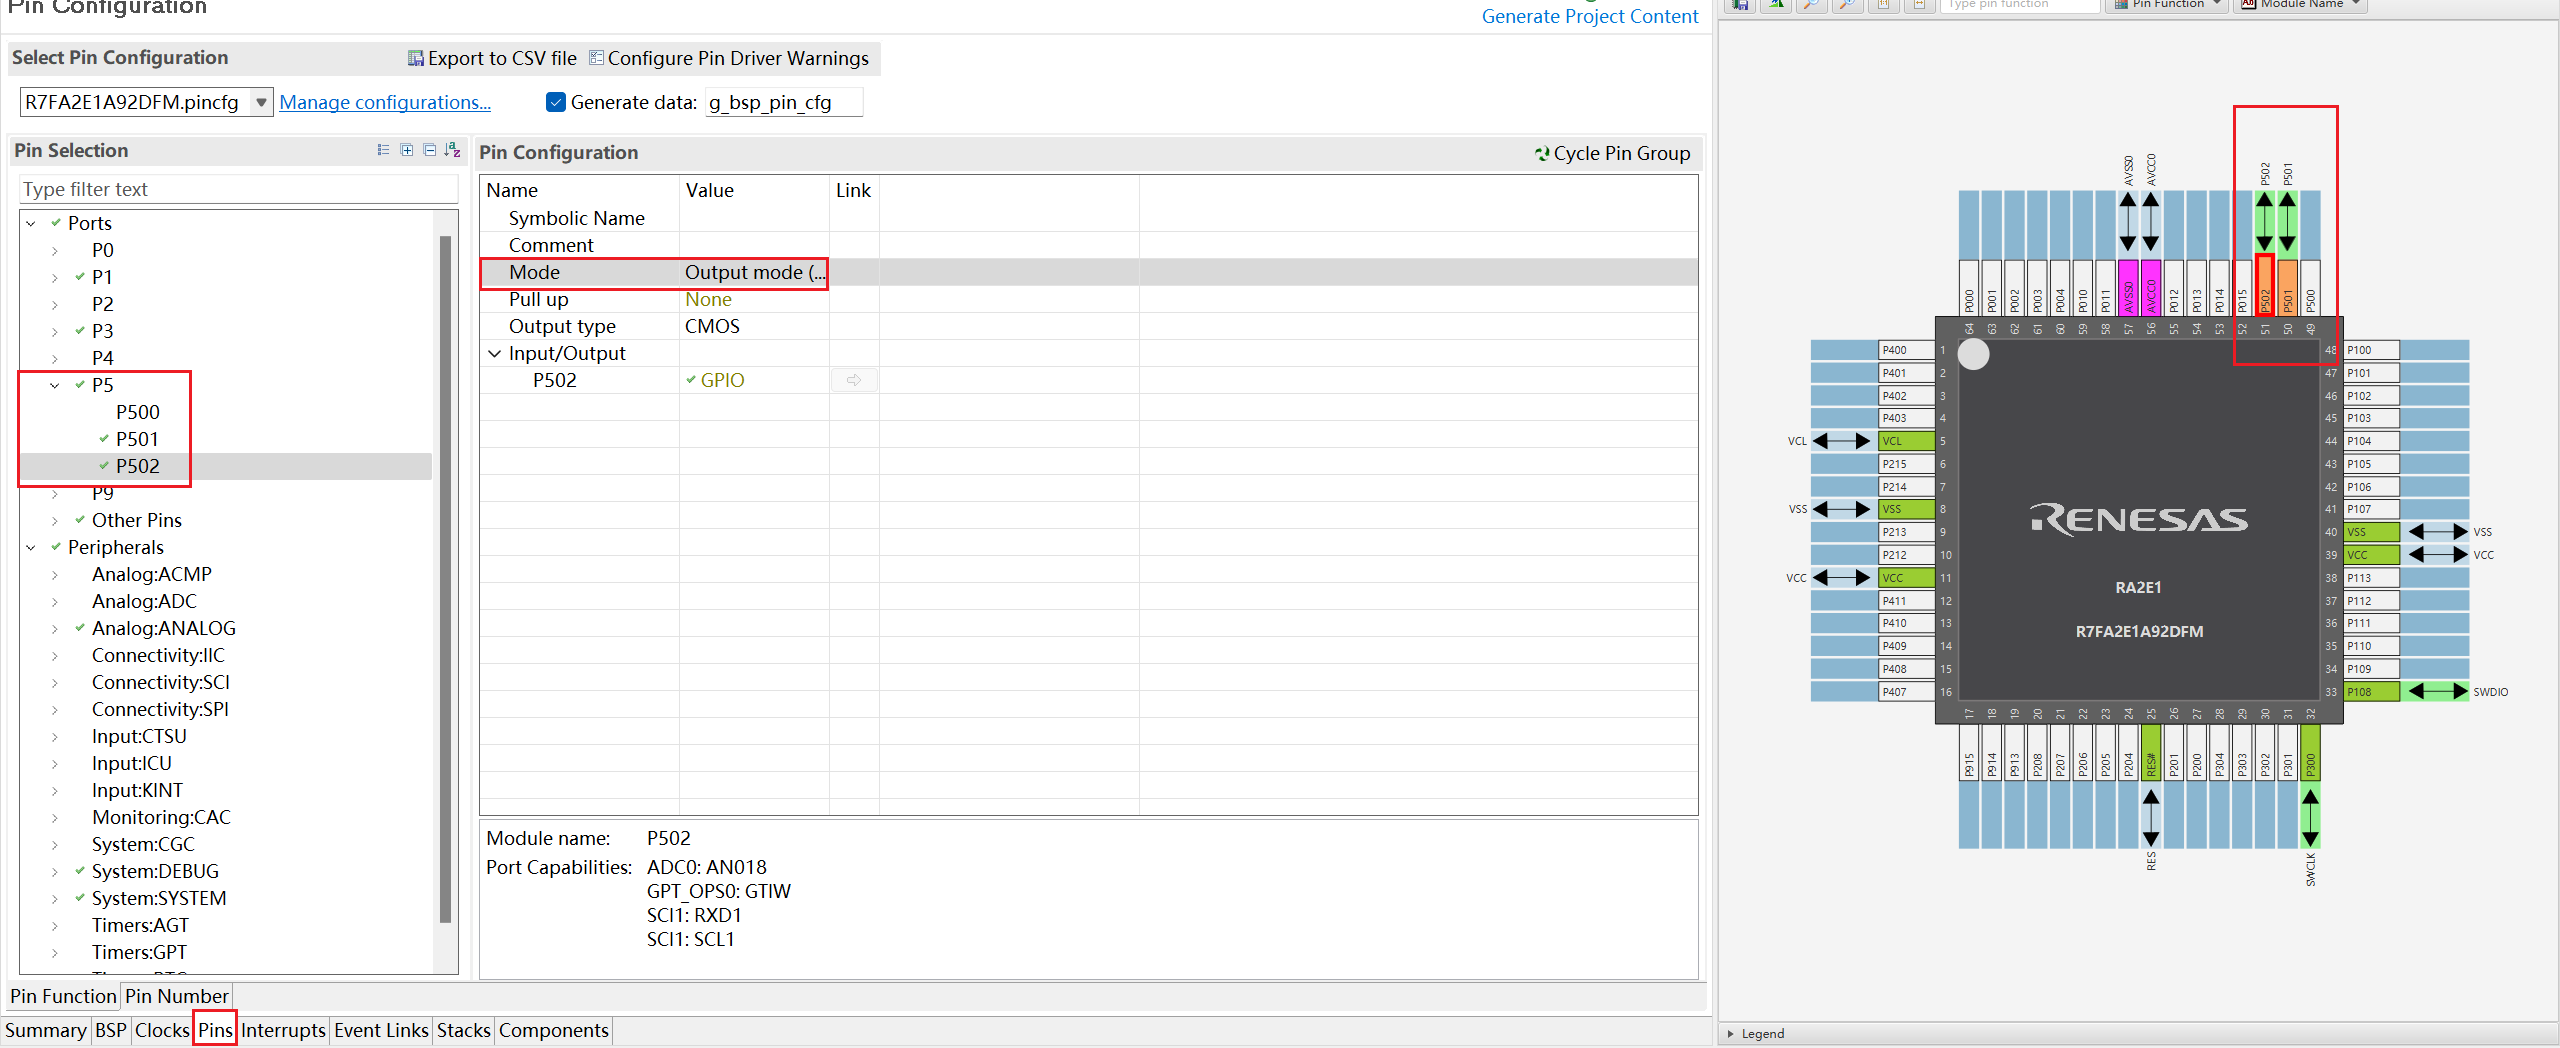 Pin Configuration
Generate Project Content
Select Pin Configuration
Export to CSV file
Configure Pin Driver Warnings
R7FA2E1A92DFM.pincfg
Manage configurations...
Generate data:
g_bsp_pin_cfg
Pin Selection
Type filter text
Ports
P0
P1
P2
P3
P4
P5
P500
P501
P502
P9
Other Pins
Peripherals
Analog:ACMP
Analog:ADC
Analog:ANALOG
Connectivity:IIC
Connectivity:SCI
Connectivity:SPI
Input:CTSU
Input:ICU
Input:KINT
Monitoring:CAC
System:CGC
System:DEBUG
System:SYSTEM
Timers:AGT
Timers:GPT
Pin Configuration
Cycle Pin Group
Name Value Link
Symbolic Name
Comment
Mode Output mode (...
Pull up None
Output type CMOS
Input/Output
P502 GPIO
Module name: P502
Port Capabilities: ADC0: AN018
GPT_OPS0: GTIW
SCI1: RXD1
SCI1: SCL1
Pin Function Pin Number
Summary BSP Clocks Pins Interrupts Event Links Stacks Components
Type pin function
Pin Function
Module Name
AVSS0 AVCC0 P502 P501
P000 P001 P002 P003 P004 P010 P011 AVSS0 AVCC0 P012 P013 P014 P015 P502 P501 P500
64 63 62 61 60 59 58 57 56 55 54 53 52 51 50 49
P400 1
P401 2
P402 3
P403 4
VCL VCL 5
P215 6
P214 7
VSS VSS 8
P213 9
P212 10
VCC VCC 11
P411 12
P410 13
P409 14
P408 15
P407 16
RENESAS
RA2E1
R7FA2E1A92DFM
48 P100
47 P101
46 P102
45 P103
44 P104
43 P105
42 P106
41 P107
40 VSS VSS
39 VCC VCC
38 P113
37 P112
36 P111
35 P110
34 P109
33 P108 SWDIO
17 18 19 20 21 22 23 24 25 26 27 28 29 30 31 32
P915 P914 P913 P208 P207 P206 P205 P204 RES# P201 P200 P304 P303 P302 P301 P300
RES SWCLK
Legend